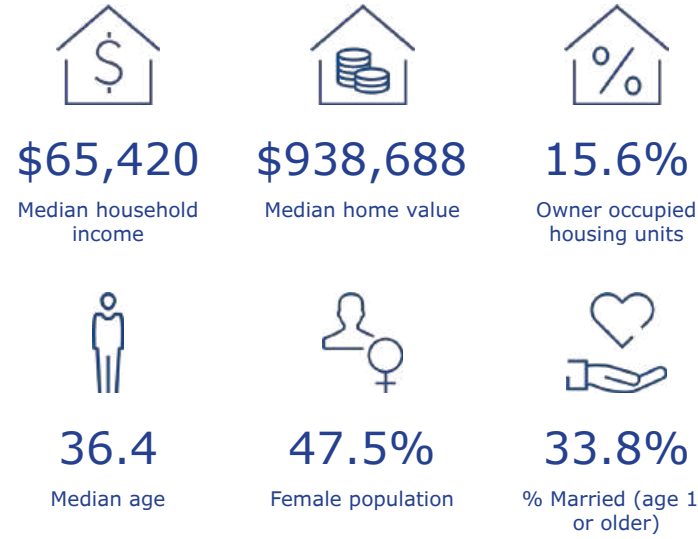 $65,420
Median household
income
$938,688
Median home value
15.6%
Owner occupied
housing units
36.4
Median age
47.5%
Female population
33.8%
% Married (age 1
or older)